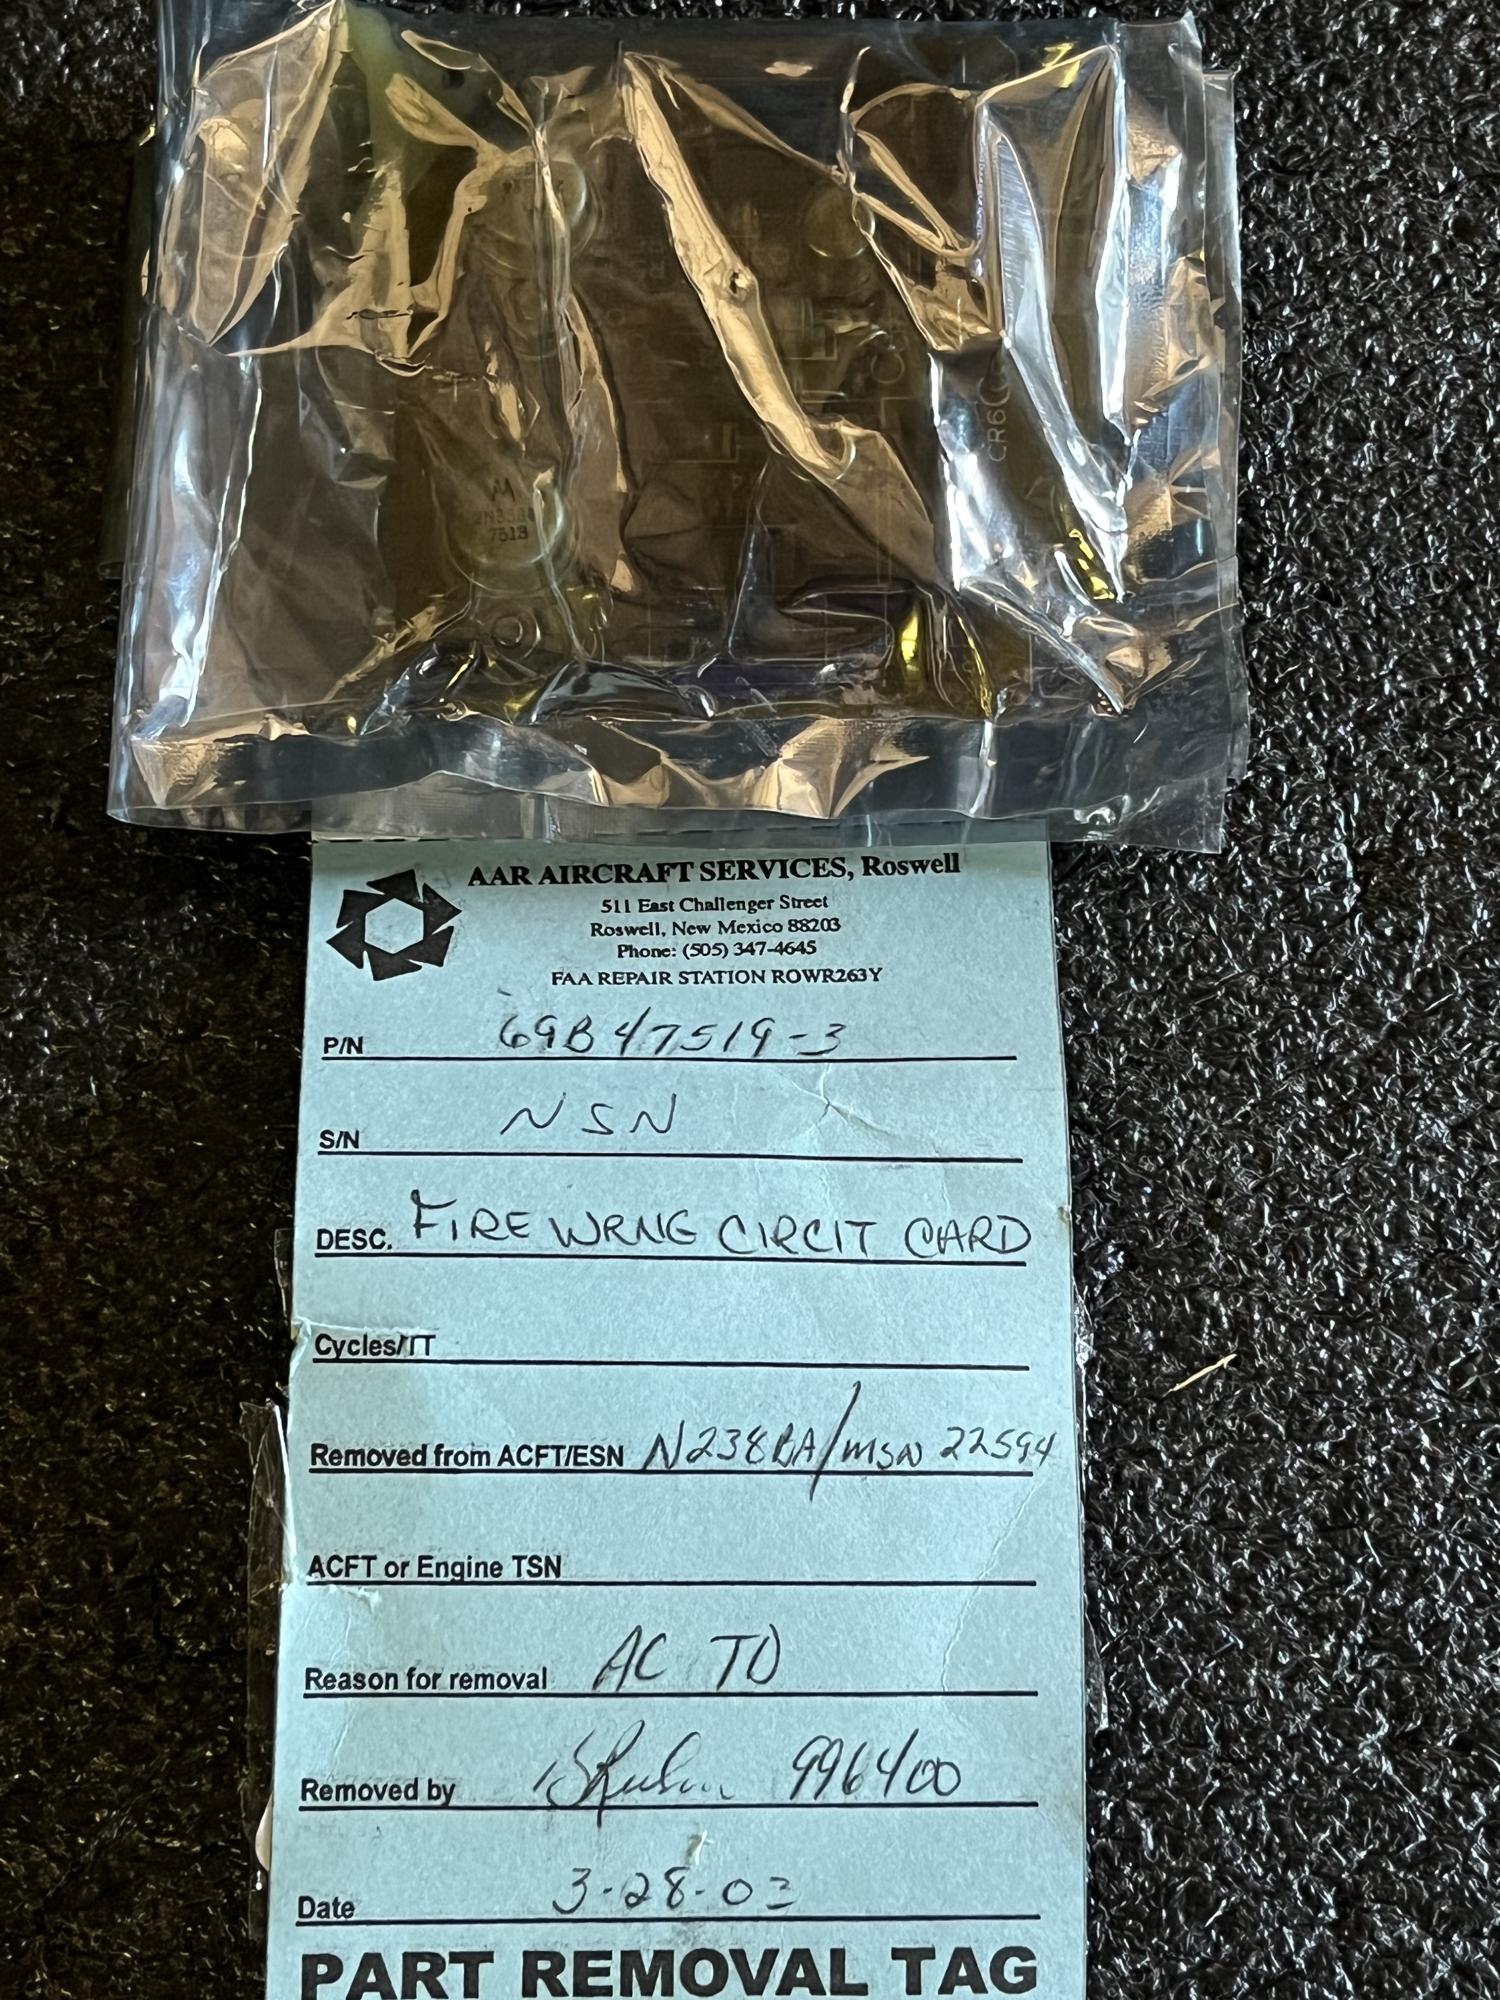 CR6
7513
AAR AIRCRAFT SERVICES, Roswell
511 East Challenger Street
Roswell, New Mexico 88203
Phone: (505) 347-4645
FAA REPAIR STATION ROWR263Y
P/N 69B47519-3
S/N NSN
DESC. FIRE WRNG CIRCIT CARD
Cycles/TT
Removed from ACFT/ESN N238BA/MSN 22594
ACFT or Engine TSN
Reason for removal AC TD
Removed by 996400
Date 3-28-03
PART REMOVAL TAG